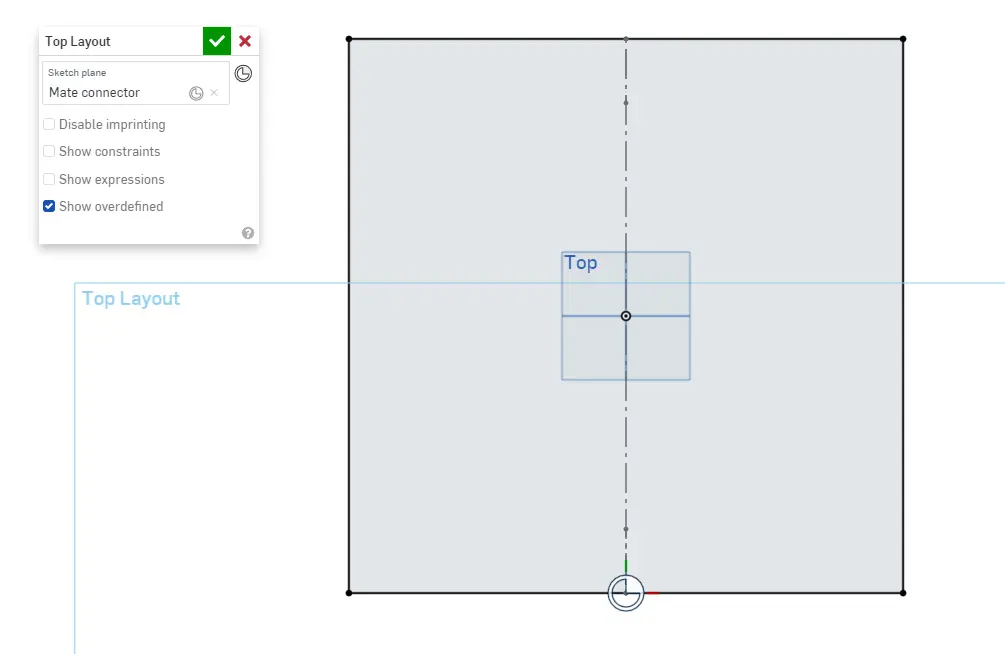 Top Layout
Sketch plane
Mate connector
Disable imprinting
Show constraints
Show expressions
Show overdefined
Top
Top Layout